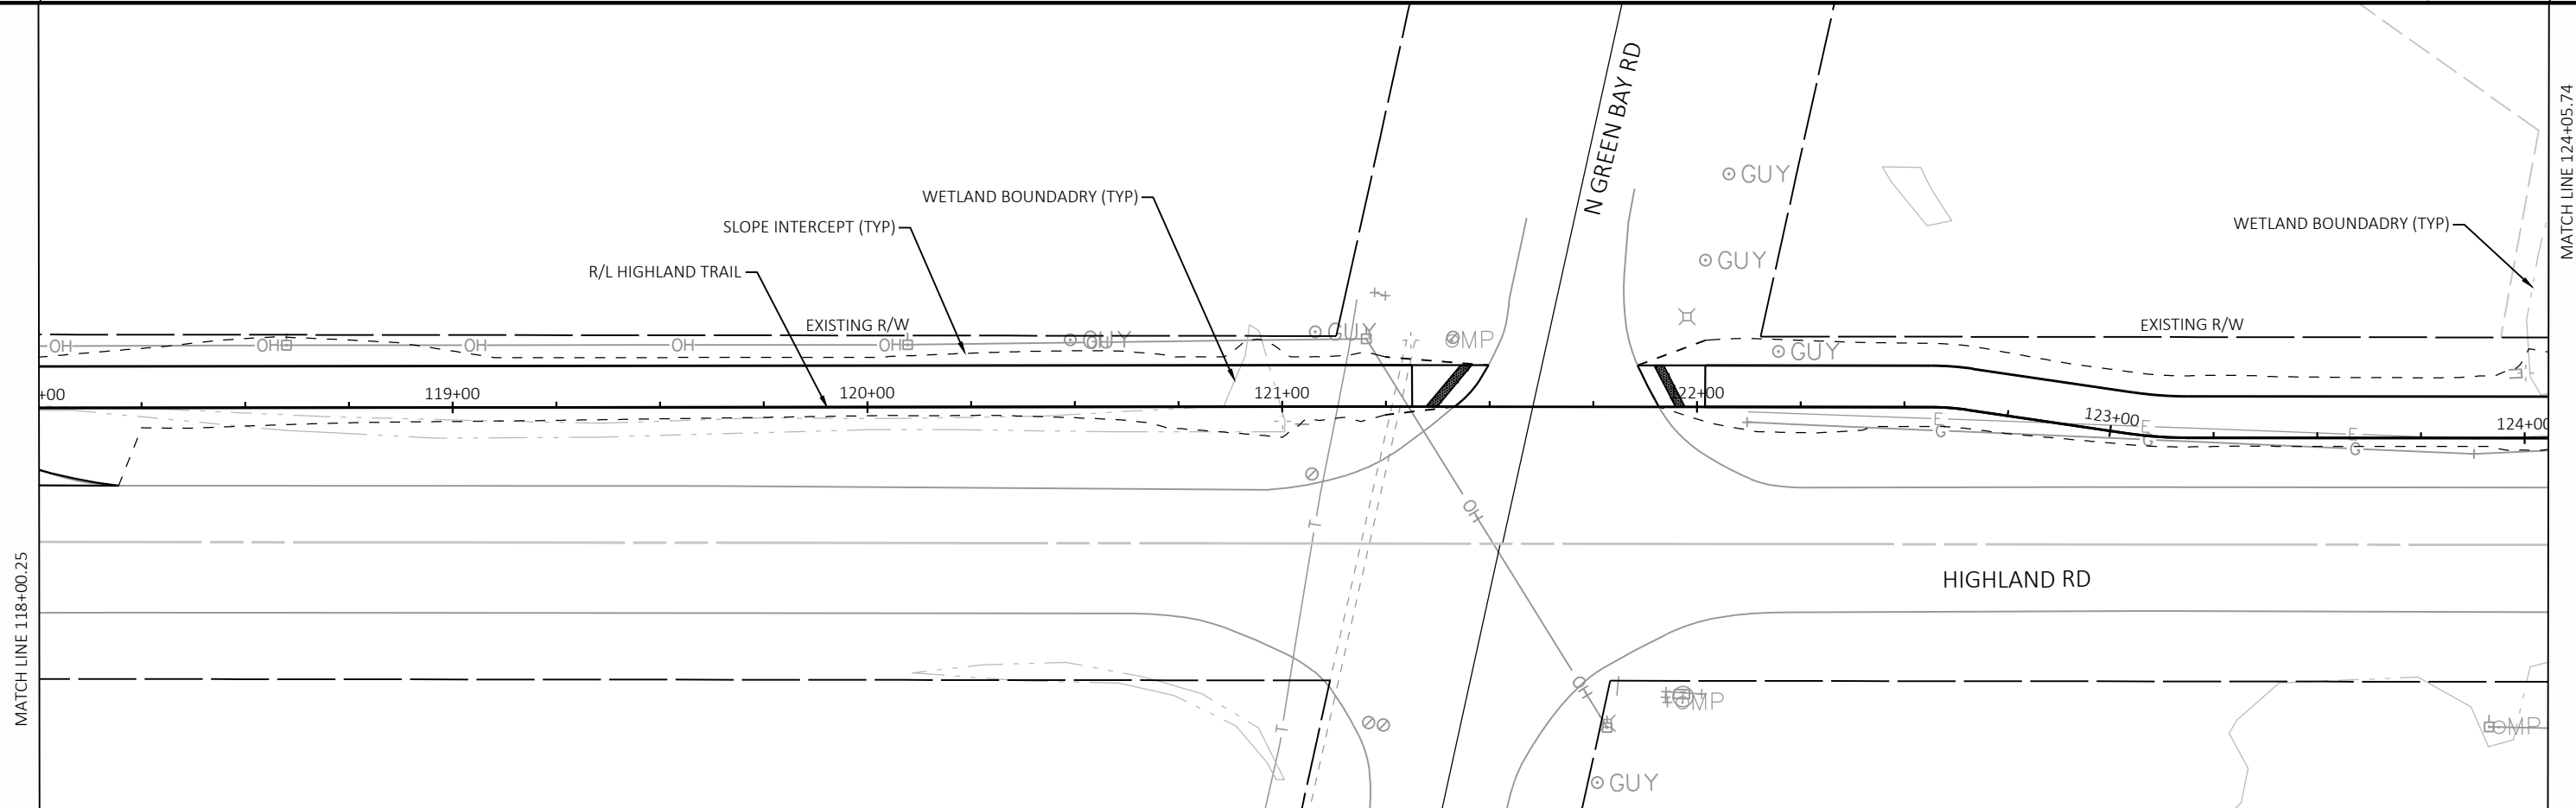 N GREEN BAY RD
MATCH LINE 124+05.74
GUY
WETLAND BOUNDADRY (TYP)
SLOPE INTERCEPT (TYP)
WETLAND BOUNDADRY (TYP)
GUY
R/L HIGHLAND TRAIL
EXISTING R/W
EXISTING R/W
OH
OH
OH
OH
OH
GUY
OH
GUY
MP
GUY
+00
119+00
120+00
121+00
22+00
123+00
124+00
E
E
E
G
G
G
OH
T
HIGHLAND RD
MATCH LINE 118+00.25
OH
MP
MP
T
GUY